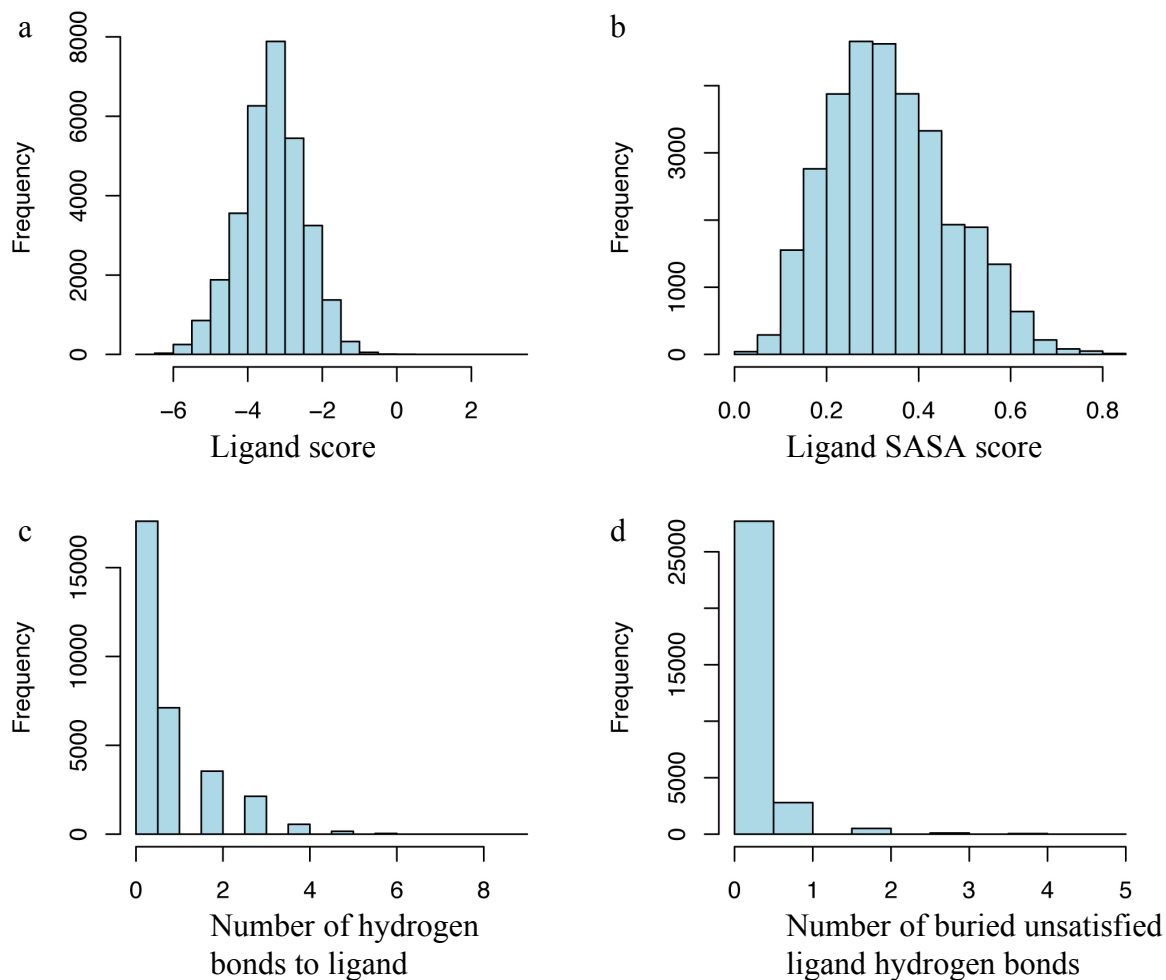 a
Frequency
0 2000 4000 6000 8000
−6 −4 −2 0 2
Ligand score
b
Frequency
0 1000 3000
0.0 0.2 0.4 0.6 0.8
Ligand SASA score
c
Frequency
0 5000 10000 15000
0 2 4 6 8
Number of hydrogen
bonds to ligand
d
Frequency
0 5000 15000 25000
0 1 2 3 4 5
Number of buried unsatisfied
ligand hydrogen bonds